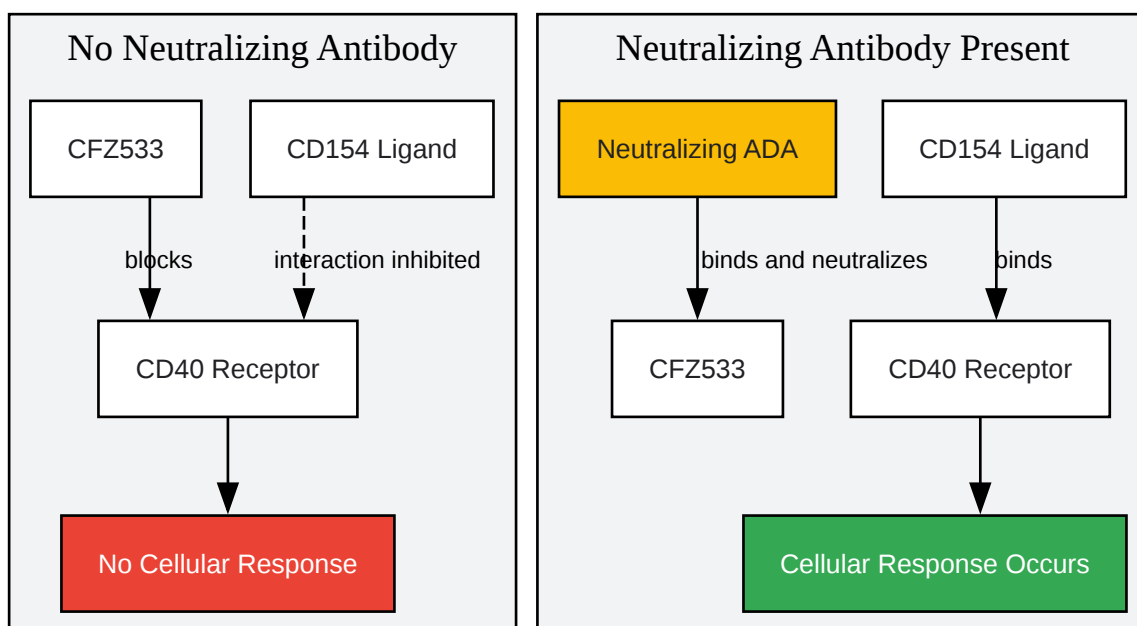 No Neutralizing Antibody
CFZ533
CD154 Ligand
blocks
interaction inhibited
CD40 Receptor
No Cellular Response
Neutralizing Antibody Present
Neutralizing ADA
CD154 Ligand
binds and neutralizes
binds
CFZ533
CD40 Receptor
Cellular Response Occurs